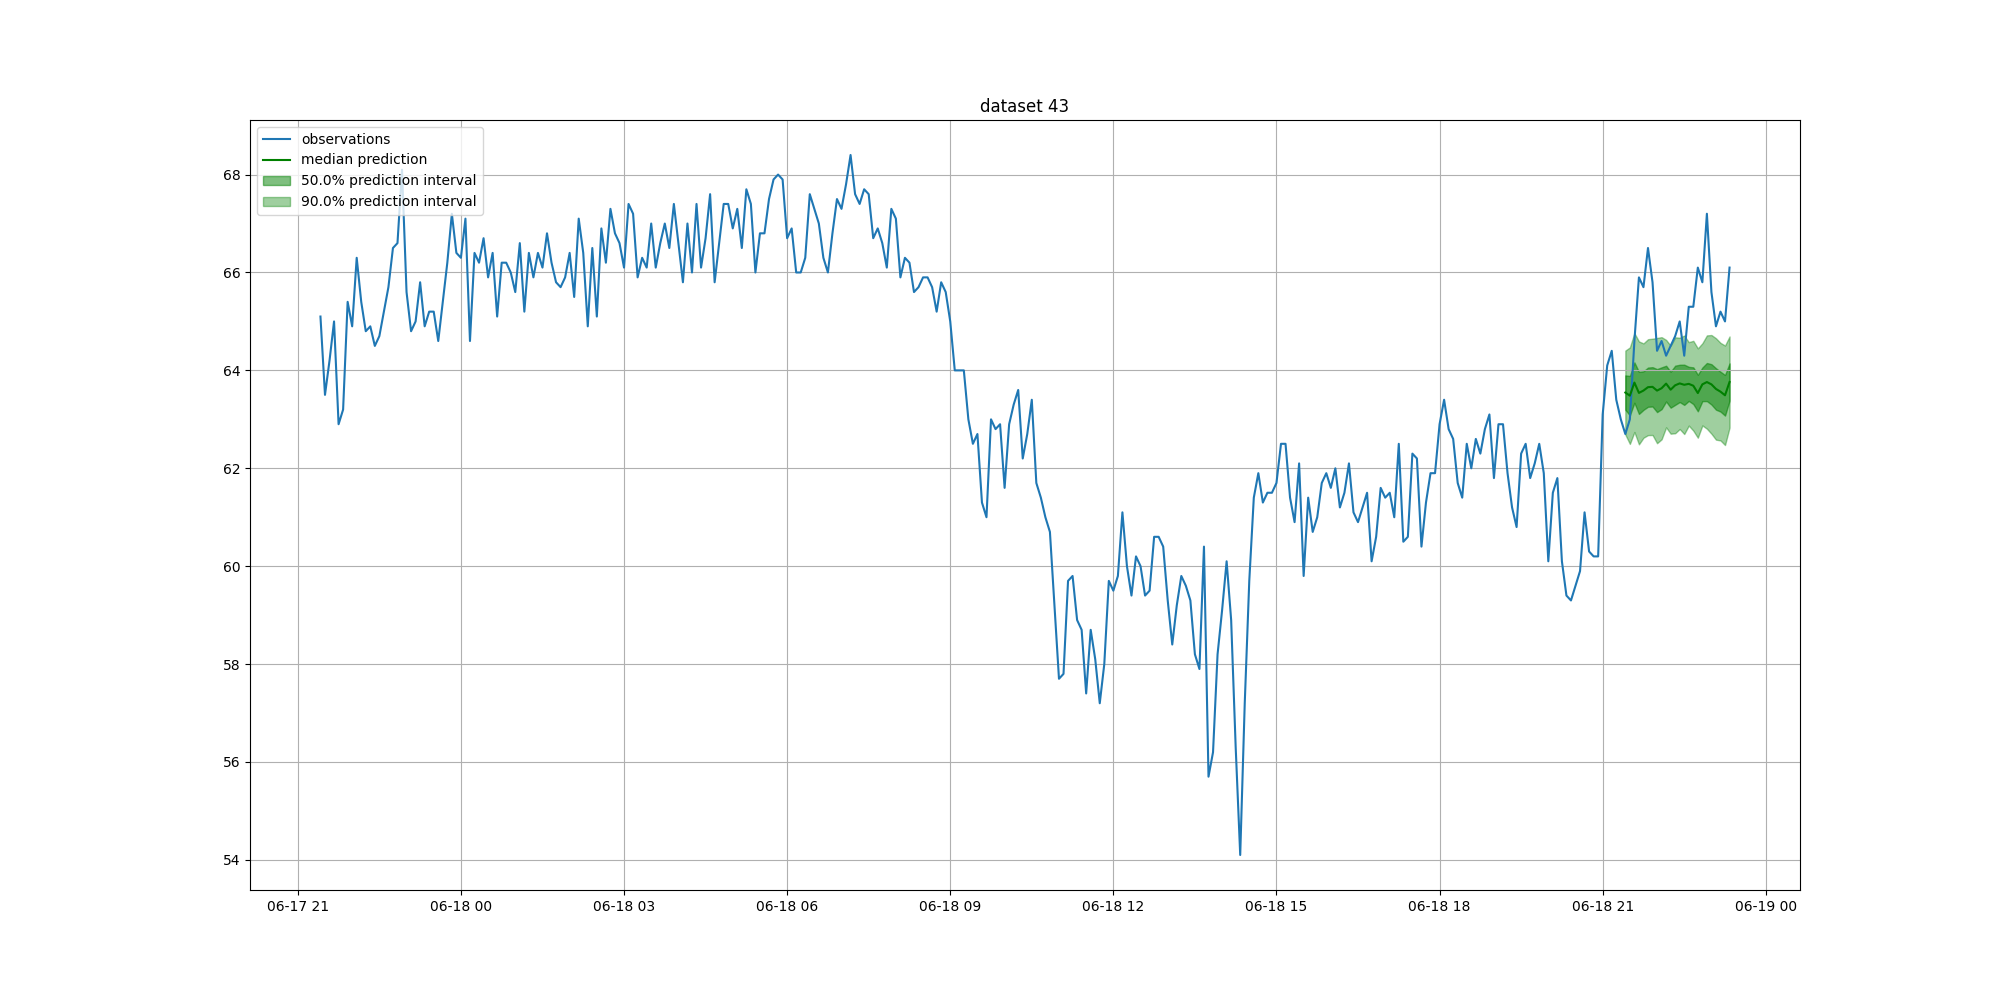 dataset 43
observations
median prediction
50.0% prediction interval
90.0% prediction interval
68
66
64
62
60
58
56
54
06-17 21 06-18 00 06-18 03 06-18 06 06-18 09 06-18 12 06-18 15 06-18 18 06-18 21 06-19 00